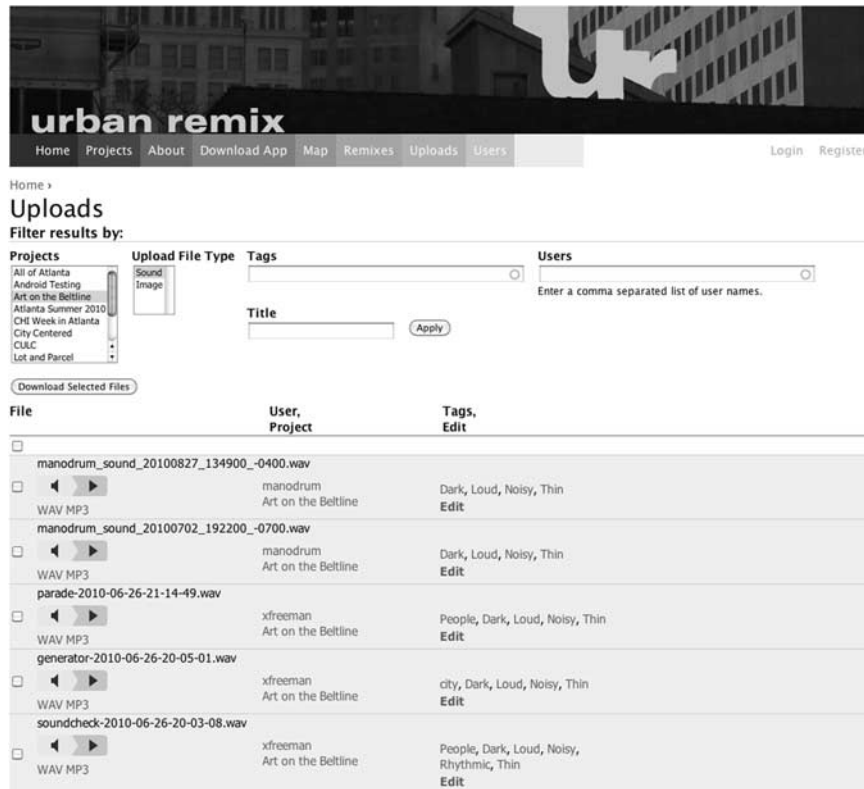 ur
urban remix
Home Projects About Download App Map Remixes Uploads Users
Login Register
Home ›
Uploads
Filter results by:
Projects
All of Atlanta
Android Testing
Art on the Beltline
Atlanta Summer 2010
CHI Week in Atlanta
City Centered
CULC
Lot and Parcel
Upload File Type
Sound
Image
Tags
Users
Enter a comma separated list of user names.
Title
Apply
Download Selected Files
File
User,
Project
Tags,
Edit
manodrum_sound_20100827_134900_-0400.wav
WAV MP3
manodrum
Art on the Beltline
Dark, Loud, Noisy, Thin
Edit
manodrum_sound_20100702_192200_-0700.wav
WAV MP3
manodrum
Art on the Beltline
Dark, Loud, Noisy, Thin
Edit
parade-2010-06-26-21-14-49.wav
WAV MP3
xfreeman
Art on the Beltline
People, Dark, Loud, Noisy, Thin
Edit
generator-2010-06-26-20-05-01.wav
WAV MP3
xfreeman
Art on the Beltline
city, Dark, Loud, Noisy, Thin
Edit
soundcheck-2010-06-26-20-03-08.wav
WAV MP3
xfreeman
Art on the Beltline
People, Dark, Loud, Noisy,
Rhythmic, Thin
Edit